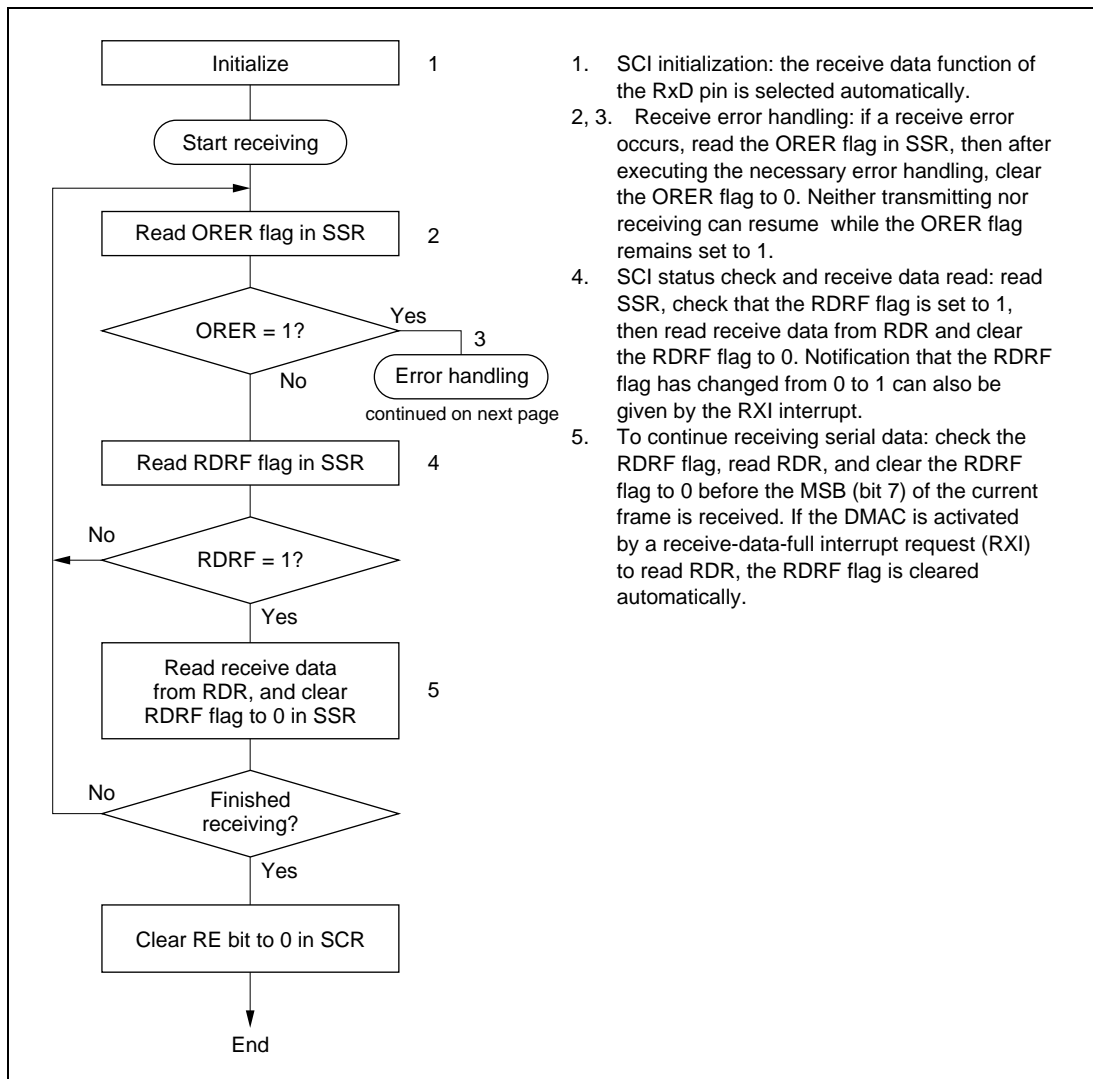 Initialize
1
Start receiving
Read ORER flag in SSR
2
ORER = 1?
Yes
3
Error handling
continued on next page
No
Read RDRF flag in SSR
4
No
RDRF = 1?
Yes
Read receive data
from RDR, and clear
RDRF flag to 0 in SSR
5
No
Finished
receiving?
Yes
Clear RE bit to 0 in SCR
End
1. SCI initialization: the receive data function of
the RxD pin is selected automatically.
2, 3. Receive error handling: if a receive error
occurs, read the ORER flag in SSR, then after
executing the necessary error handling, clear
the ORER flag to 0. Neither transmitting nor
receiving can resume while the ORER flag
remains set to 1.
4. SCI status check and receive data read: read
SSR, check that the RDRF flag is set to 1,
then read receive data from RDR and clear
the RDRF flag to 0. Notification that the RDRF
flag has changed from 0 to 1 can also be
given by the RXI interrupt.
5. To continue receiving serial data: check the
RDRF flag, read RDR, and clear the RDRF
flag to 0 before the MSB (bit 7) of the current
frame is received. If the DMAC is activated
by a receive-data-full interrupt request (RXI)
to read RDR, the RDRF flag is cleared
automatically.